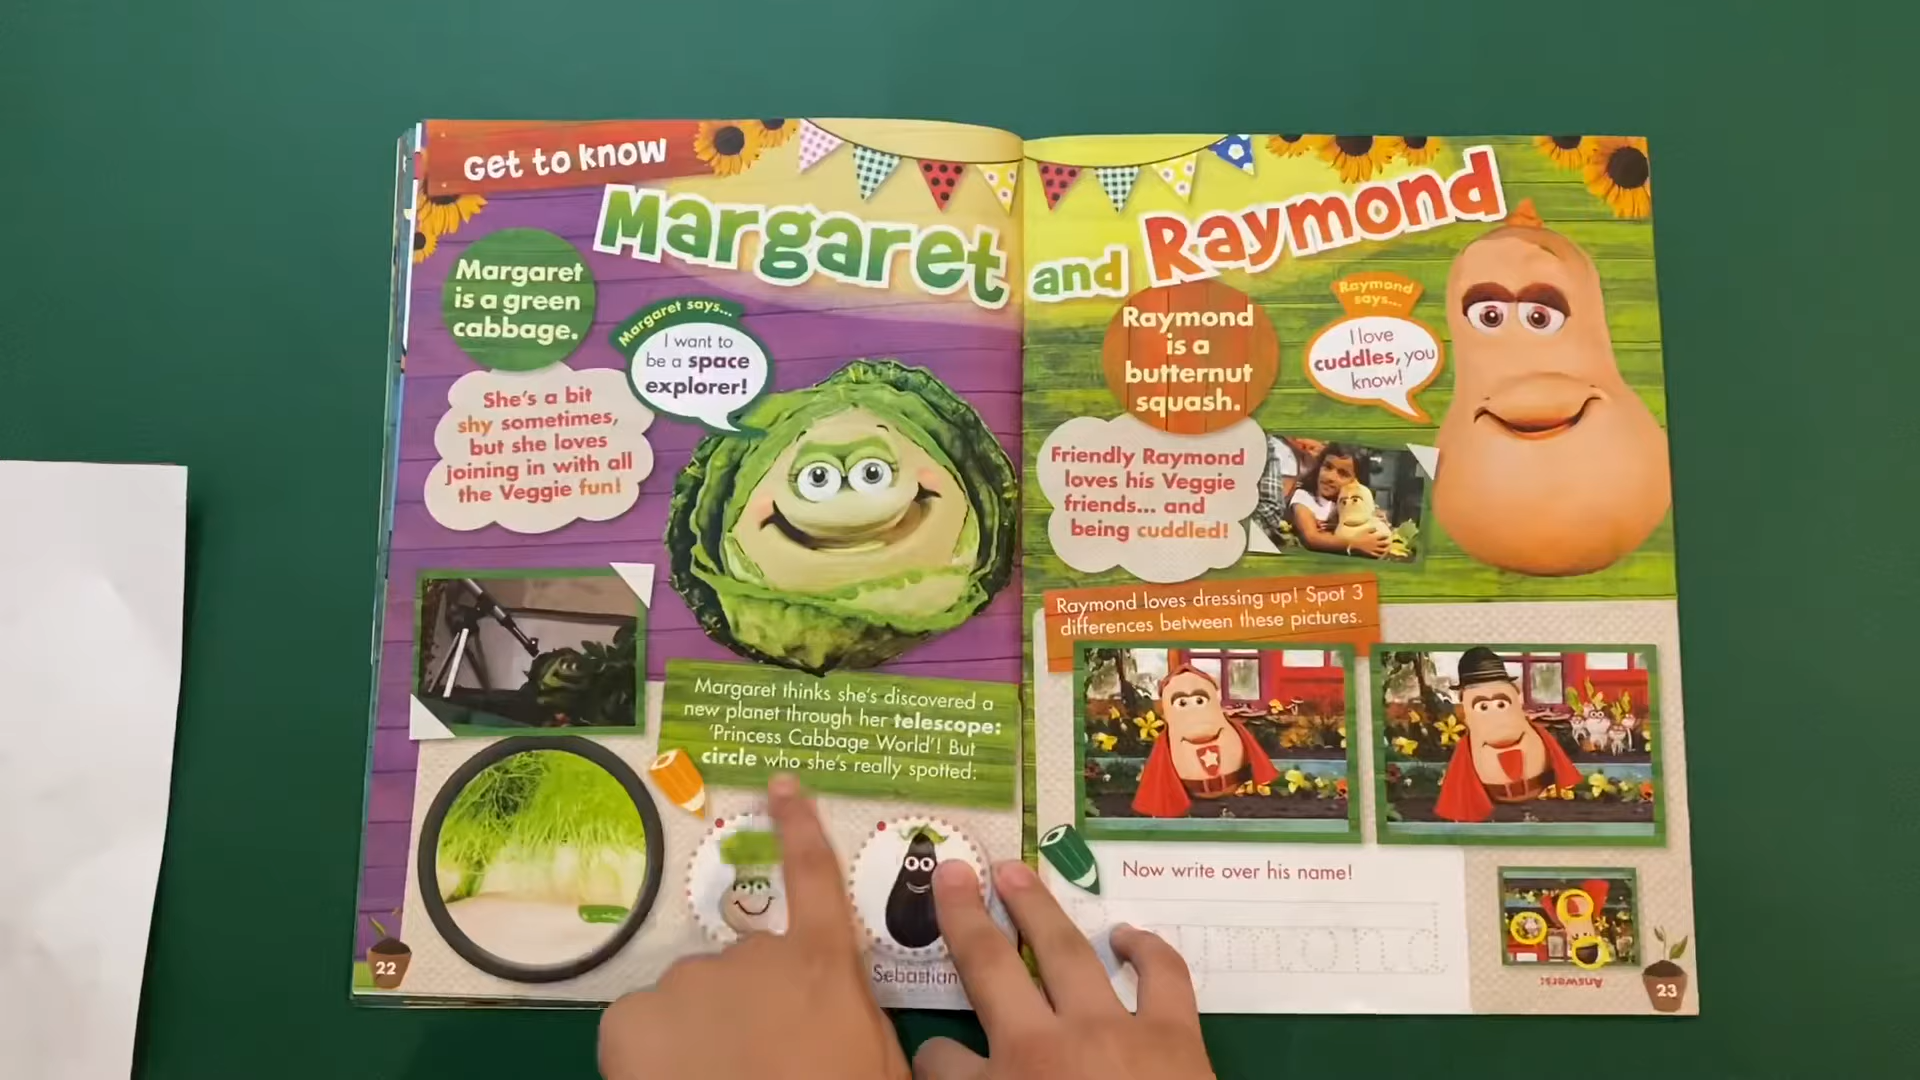 Get to know
Margaret
and Raymond
Margaret
is a green
cabbage.
Margaret says...
I want to
be a space
explorer!
She's a bit
shy sometimes,
but she loves
joining in with all
the Veggie fun!
Margaret thinks she's discovered a
new planet through her telescope:
'Princess Cabbage World'! But
circle who she's really spotted:
Sebastian
22
Raymond
is a
butternut
squash.
Raymond
says...
I love
cuddles, you
know!
Friendly Raymond
loves his Veggie
friends... and
being cuddled!
Raymond loves dressing up! Spot 3
differences between these pictures.
Now write over his name!
Answers:
23